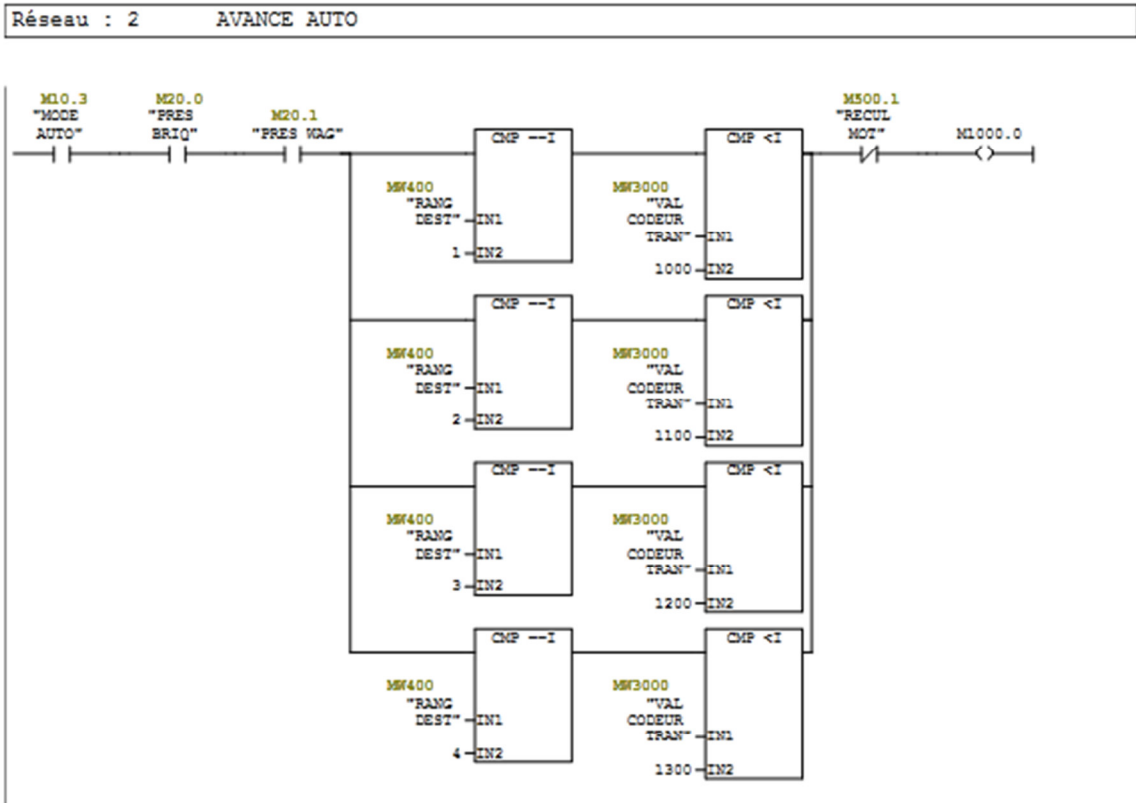 Réseau : 2 AVANCE AUTO
M10.3 M20.0 M500.1
"MODE "PRES M20.1 "RECUL
AUTO" BRIQ" "PRES WAG" CMP ==I CMP <I MOT" M1000.0
MW400 MW3000
"RANG "VAL
DEST" IN1 CODEUR
TRAN" IN1
1 IN2
1000 IN2
CMP ==I CMP <I
MW400 MW3000
"RANG "VAL
DEST" IN1 CODEUR
TRAN" IN1
2 IN2
1100 IN2
CMP ==I CMP <I
MW400 MW3000
"RANG "VAL
DEST" IN1 CODEUR
TRAN" IN1
3 IN2
1200 IN2
CMP ==I CMP <I
MW400 MW3000
"RANG "VAL
DEST" IN1 CODEUR
TRAN" IN1
4 IN2
1300 IN2